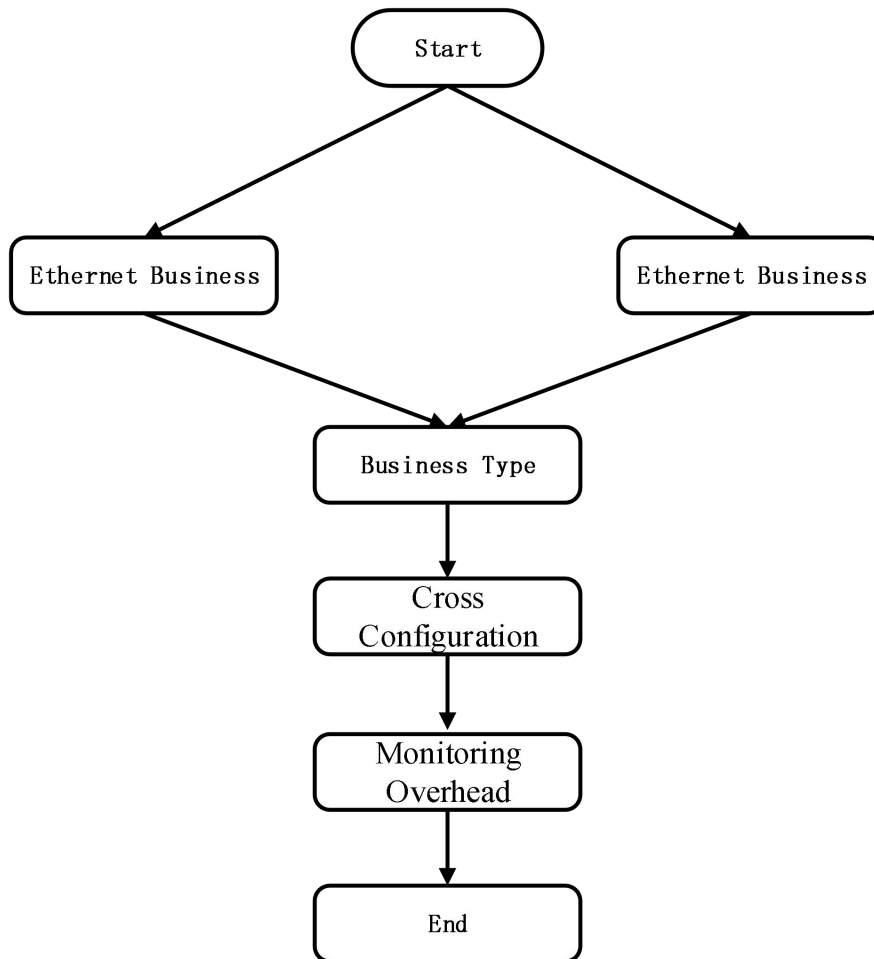 Start
Ethernet Business
Ethernet Business
Business Type
Cross
Configuration
Monitoring
Overhead
End